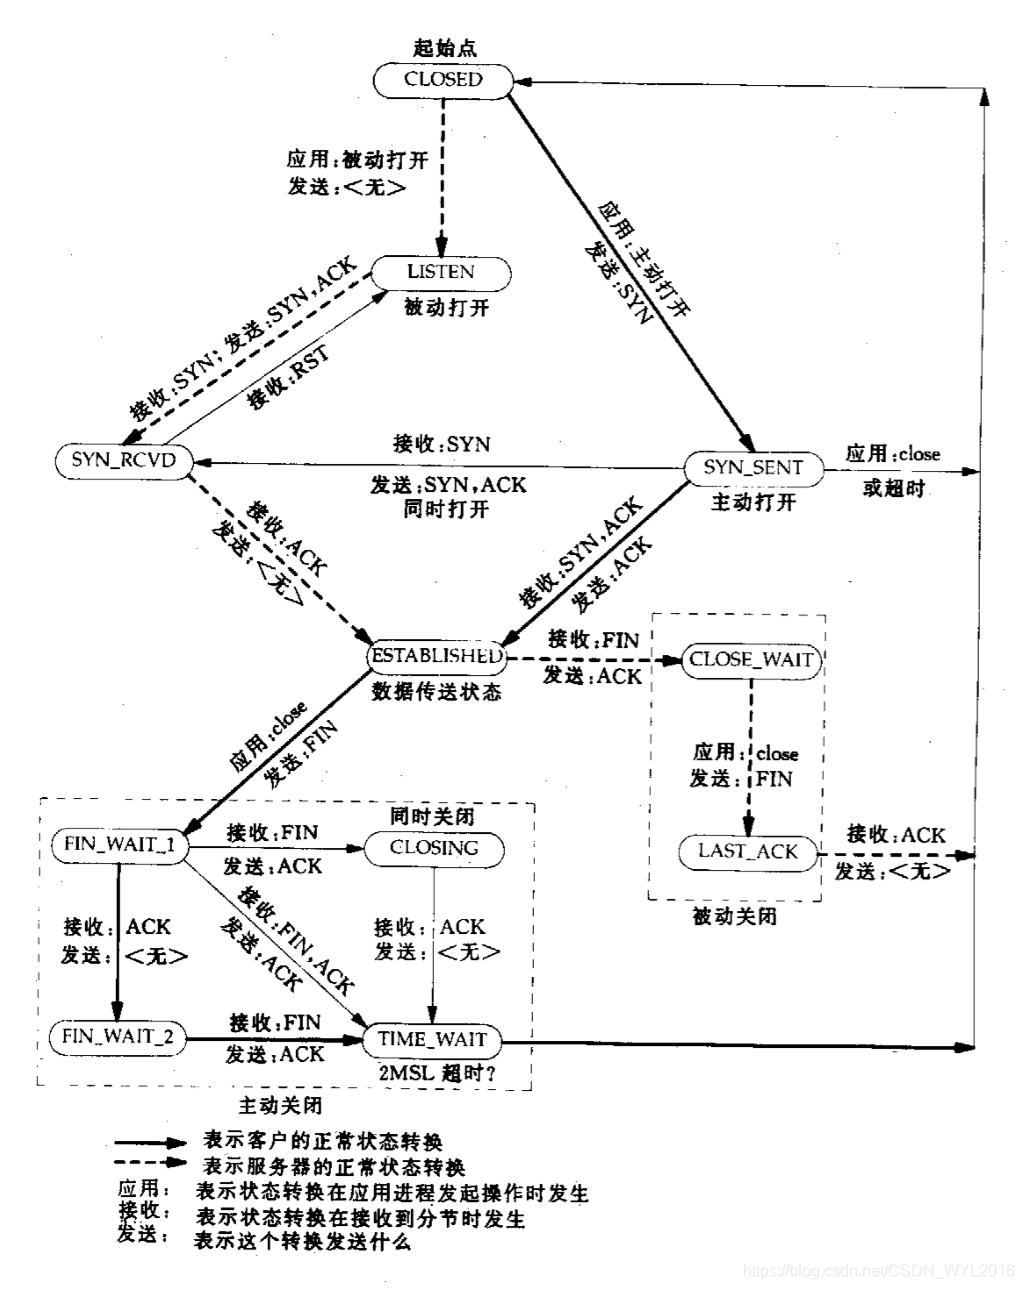 起始点
CLOSED
应用:被动打开
发送:<无>
应用:主动打开
发送:SYN
LISTEN
被动打开
接收:SYN; 发送:SYN,ACK
接收:RST
SYN_RCVD
接收:SYN
发送:SYN,ACK
同时打开
SYN_SENT
主动打开
应用:close
或超时
接收:ACK
发送:<无>
接收:SYN,ACK
发送:ACK
ESTABLISHED
数据传送状态
接收:FIN
发送:ACK
CLOSE_WAIT
应用:close
发送:FIN
应用: close
发送: FIN
同时关闭
FIN_WAIT_1
接收:FIN
发送:ACK
CLOSING
LAST_ACK
接收:ACK
发送:<无>
被动关闭
接收: ACK
发送: <无>
接收:FIN,ACK
发送:ACK
接收: ACK
发送: <无>
FIN_WAIT_2
接收:FIN
发送:ACK
TIME_WAIT
2MSL 超时?
主动关闭
表示客户的正常状态转换
表示服务器的正常状态转换
应用: 表示状态转换在应用进程发起操作时发生
接收: 表示状态转换在接收到分节时发生
发送: 表示这个转换发送什么
https://blog.csdn.net/CSDN_WYL2016